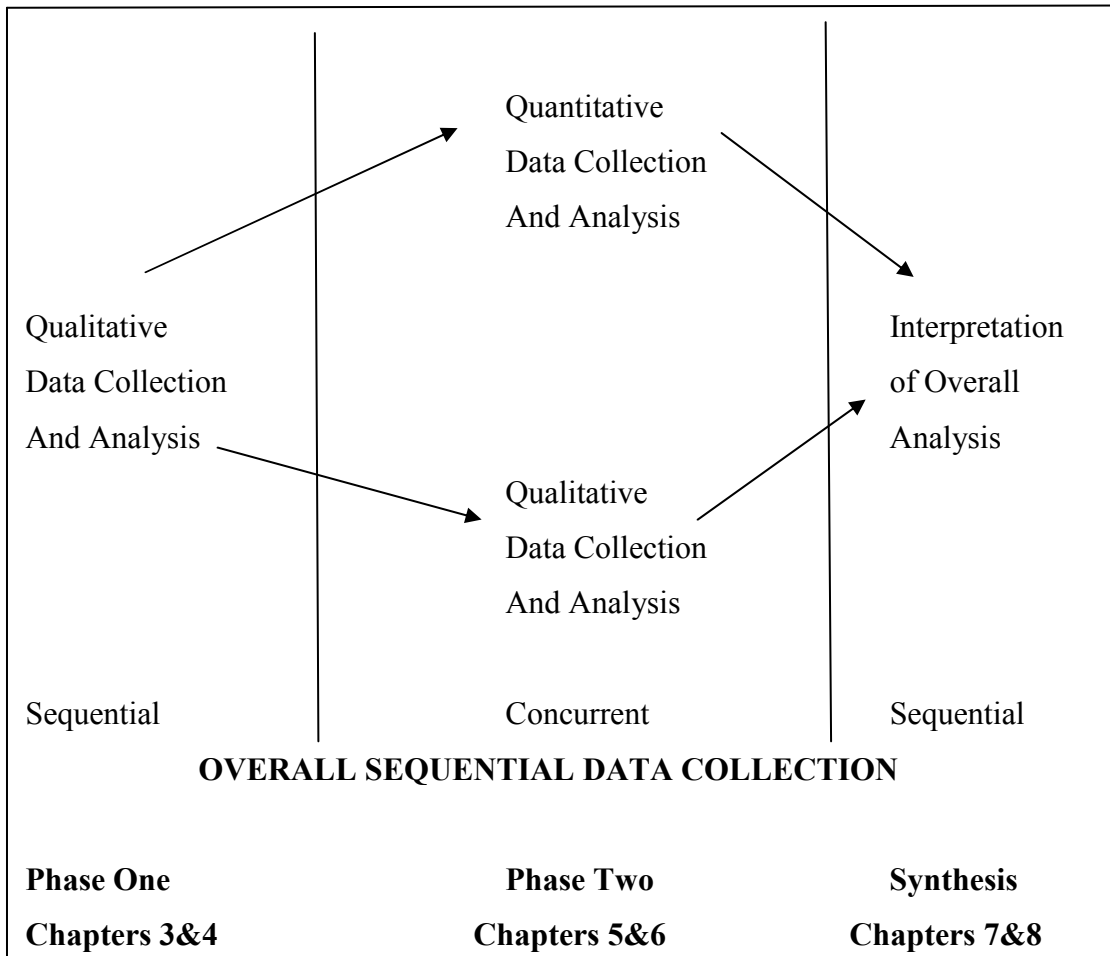 Quantitative
Data Collection
And Analysis
Qualitative
Data Collection
And Analysis
Interpretation
of Overall
Analysis
Qualitative
Data Collection
And Analysis
Sequential
Concurrent
Sequential
OVERALL SEQUENTIAL DATA COLLECTION
Phase One
Phase Two
Synthesis
Chapters 3&4
Chapters 5&6
Chapters 7&8